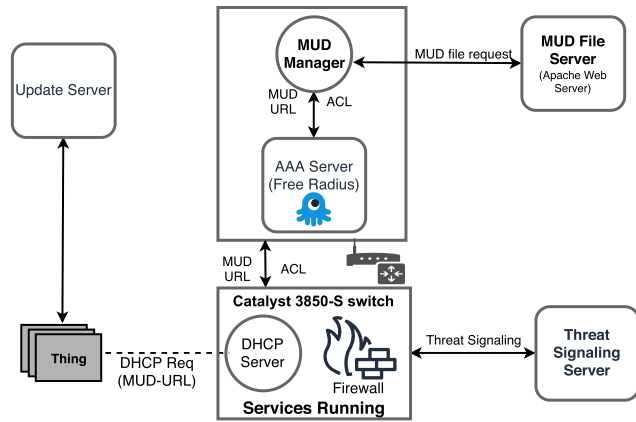 MUD
Manager
MUD file request
MUD File
Server
(Apache Web
Server)
Update Server
MUD
URL
ACL
AAA Server
(Free Radius)
MUD
URL
ACL
Catalyst 3850-S switch
DHCP
Server
Firewall
Services Running
Thing
DHCP Req
(MUD-URL)
Threat Signaling
Threat
Signaling
Server